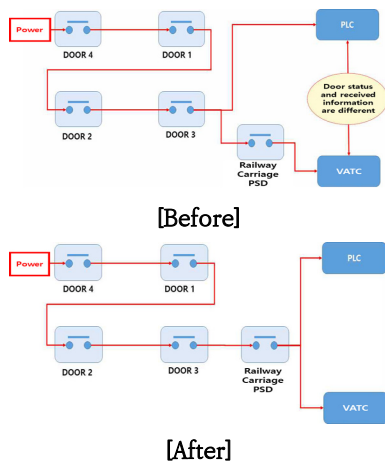 Power
DOOR 4
DOOR 1
PLC
Door status
and received
information
are different
DOOR 2
DOOR 3
Railway
Carriage
PSD
VATC
[Before]
Power
DOOR 4
DOOR 1
PLC
DOOR 2
DOOR 3
Railway
Carriage
PSD
VATC
[After]